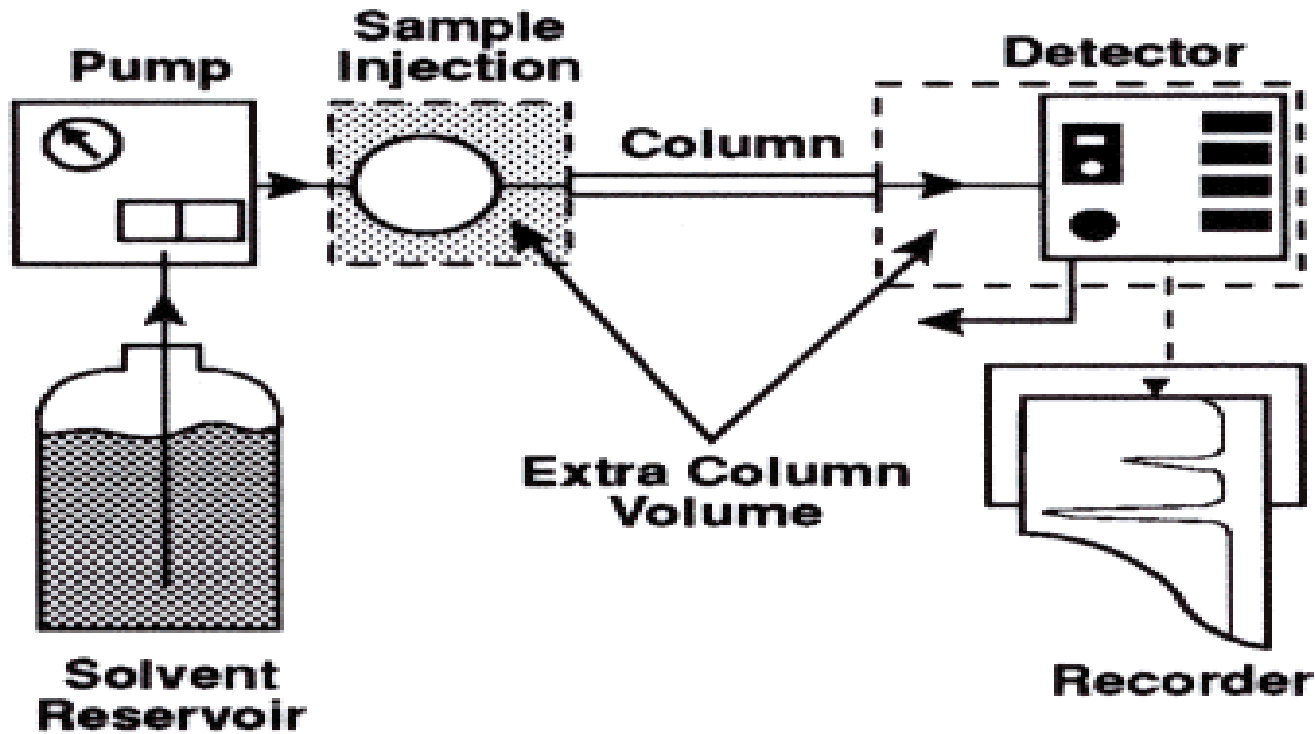 Pump
Sample
Injection
Column
Detector
Extra Column
Volume
Solvent
Reservoir
Recorder